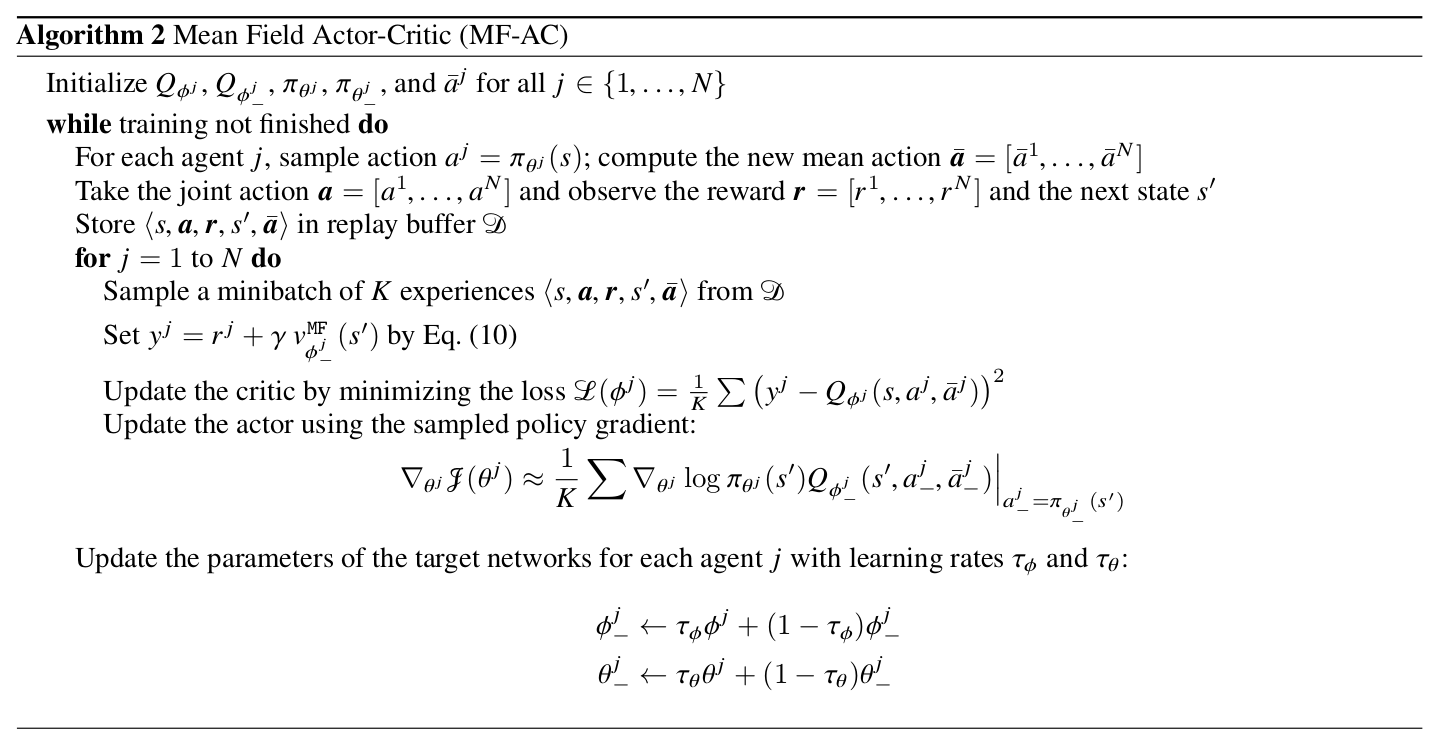 Algorithm 2 Mean Field Actor-Critic (MF-AC)
Initialize $Q_{\phi^j}, Q_{\phi^j_-}, \pi_{\theta^j}, \pi_{\theta^j_-}$, and $\bar{a}^j$ for all $j \in \{1, \ldots, N\}$
while training not finished do
For each agent $j$, sample action $a^j = \pi_{\theta^j}(s)$; compute the new mean action $\bar{\boldsymbol{a}} = [\bar{a}^1, \ldots, \bar{a}^N]$
Take the joint action $\boldsymbol{a} = [a^1, \ldots, a^N]$ and observe the reward $\boldsymbol{r} = [r^1, \ldots, r^N]$ and the next state $s'$
Store $\langle s, \boldsymbol{a}, \boldsymbol{r}, s', \bar{\boldsymbol{a}} \rangle$ in replay buffer $\mathcal{D}$
for $j = 1$ to $N$ do
Sample a minibatch of $K$ experiences $\langle s, \boldsymbol{a}, \boldsymbol{r}, s', \bar{\boldsymbol{a}} \rangle$ from $\mathcal{D}$
Set $y^j = r^j + \gamma \, v^{\mathtt{MF}}_{\phi^j_-}(s')$ by Eq. (10)
Update the critic by minimizing the loss $\mathcal{L}(\phi^j) = \frac{1}{K} \sum \left( y^j - Q_{\phi^j}(s, a^j, \bar{a}^j) \right)^2$
Update the actor using the sampled policy gradient:
$\nabla_{\theta^j} \mathcal{J}(\theta^j) \approx \frac{1}{K} \sum \nabla_{\theta^j} \log \pi_{\theta^j}(s') Q_{\phi^j_-}(s', a^j_-, \bar{a}^j_-) \Big|_{a^j_- = \pi_{\theta^j_-}(s')}$
Update the parameters of the target networks for each agent $j$ with learning rates $\tau_\phi$ and $\tau_\theta$:
$\phi^j_- \leftarrow \tau_\phi \phi^j + (1 - \tau_\phi) \phi^j_-$
$\theta^j_- \leftarrow \tau_\theta \theta^j + (1 - \tau_\theta) \theta^j_-$